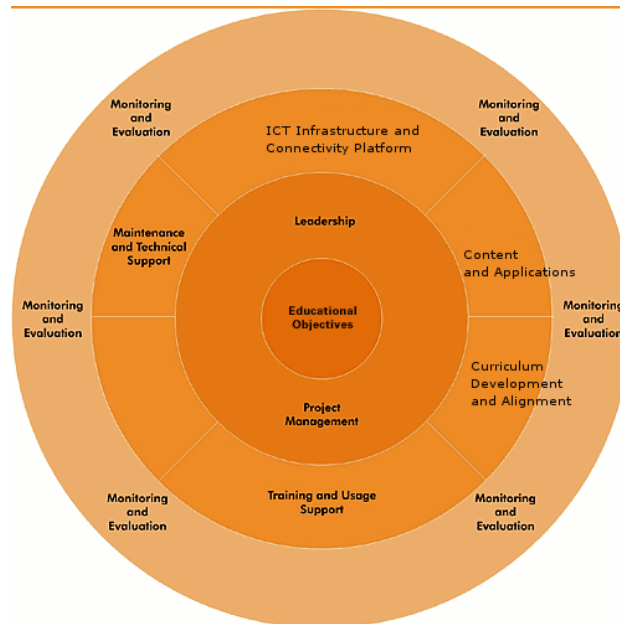 Monitoring
and
Evaluation
Monitoring
and
Evaluation
ICT Infrastructure and
Connectivity Platform
Leadership
Maintenance
and Technical
Support
Content
and Applications
Monitoring
and
Evaluation
Educational
Objectives
Monitoring
and
Evaluation
Curriculum
Development
and Alignment
Project
Management
Monitoring
and
Evaluation
Training and Usage
Support
Monitoring
and
Evaluation